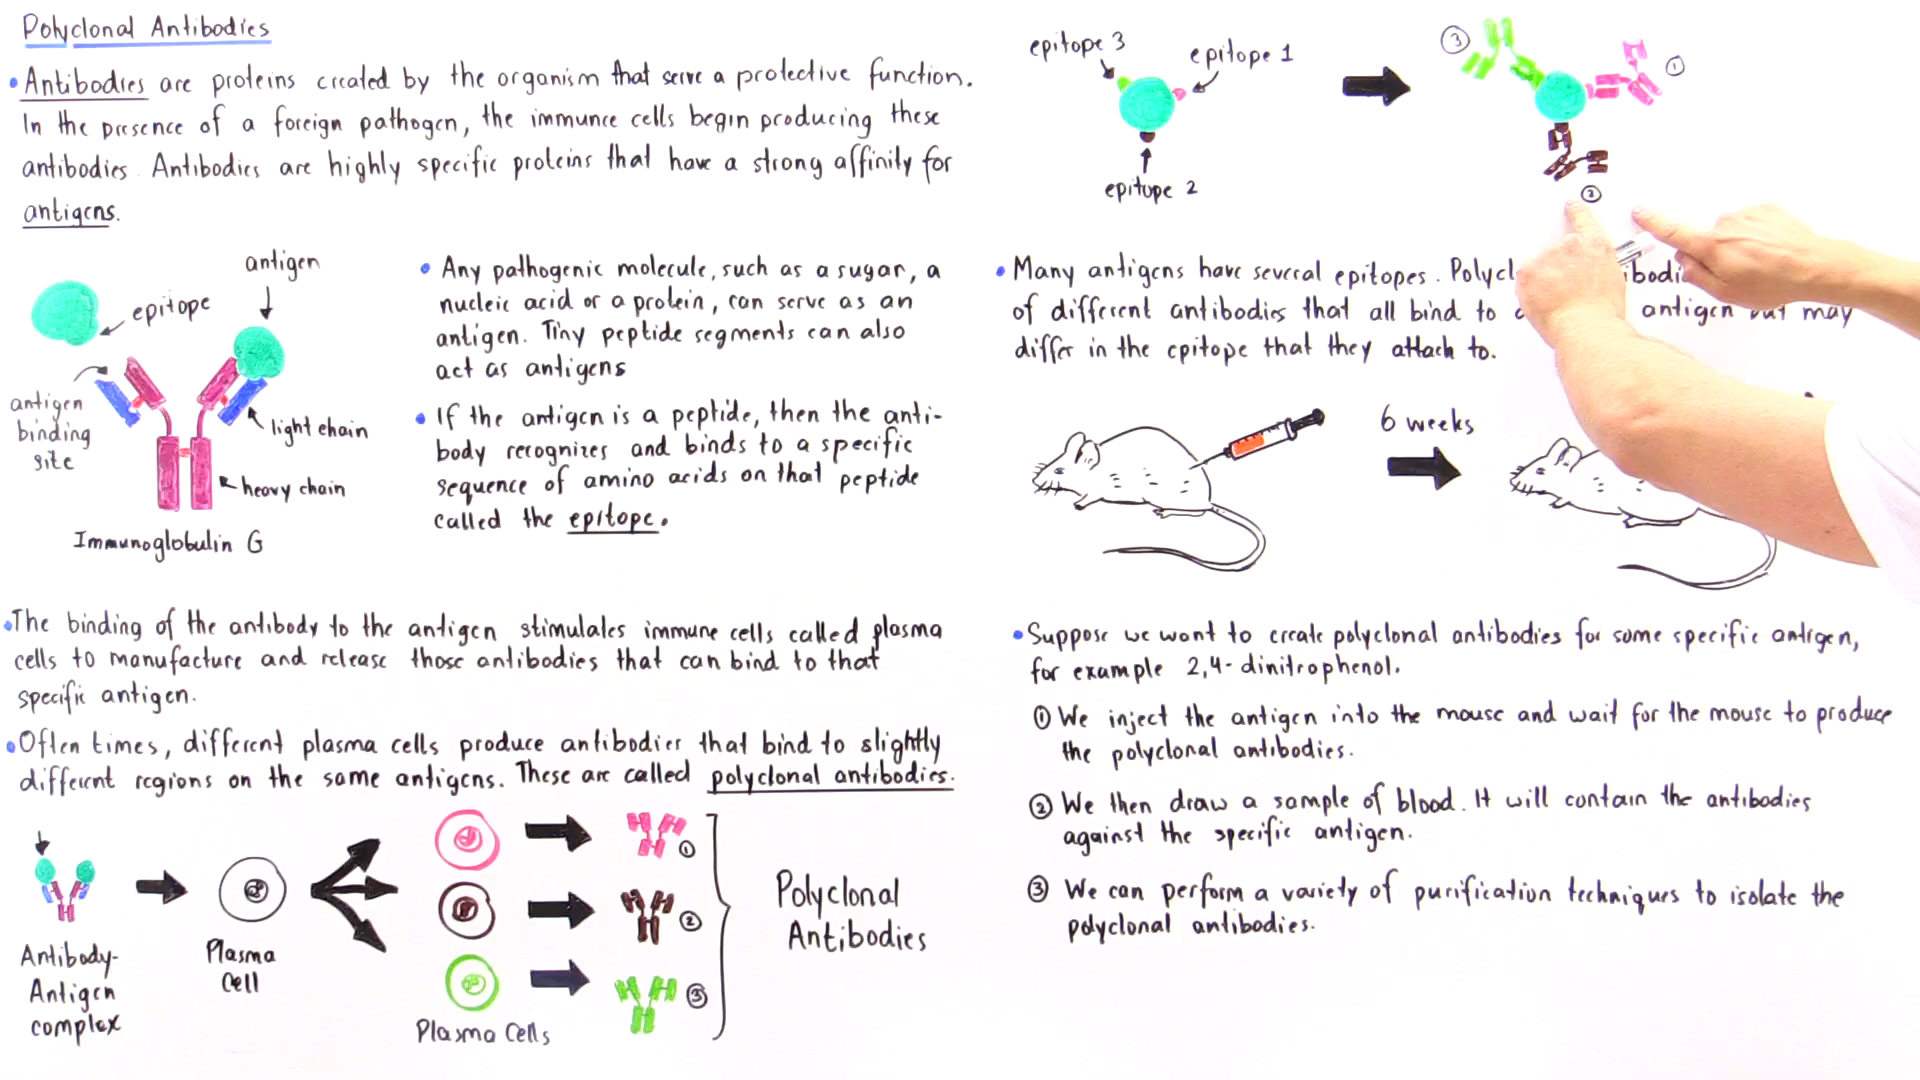 Polyclonal Antibodies
• Antibodies are proteins created by the organism that serve a protective function.
In the presence of a foreign pathogen, the immune cells begin producing these
antibodies. Antibodies are highly specific proteins that have a strong affinity for
antigens.
antigen
epitope
antigen
binding
site
light chain
heavy chain
Immunoglobulin G
• Any pathogenic molecule, such as a sugar, a
nucleic acid or a protein, can serve as an
antigen. Tiny peptide segments can also
act as antigens
• If the antigen is a peptide, then the anti-
body recognizes and binds to a specific
sequence of amino acids on that peptide
called the epitope.
• The binding of the antibody to the antigen stimulates immune cells called plasma
cells to manufacture and release those antibodies that can bind to that
specific antigen.
• Often times, different plasma cells produce antibodies that bind to slightly
different regions on the same antigens. These are called polyclonal antibodies.
Antibody-
Antigen
complex
Plasma
Cell
Plasma Cells
①
②
③
Polyclonal
Antibodies
epitope 3
epitope 1
epitope 2
③
①
②
• Many antigens have several epitopes.
of different antibodies that all bind to antigen but may
differ in the epitope that they attach to.
6 weeks
• Suppose we want to create polyclonal antibodies for some specific antigen,
for example 2,4-dinitrophenol.
① We inject the antigen into the mouse and wait for the mouse to produce
the polyclonal antibodies.
② We then draw a sample of blood. It will contain the antibodies
against the specific antigen.
③ We can perform a variety of purification techniques to isolate the
polyclonal antibodies.